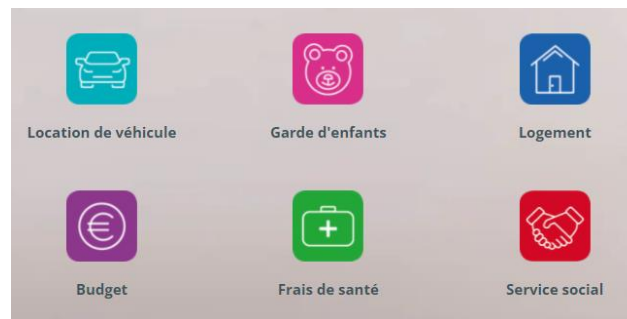 Location de véhicule
Garde d'enfants
Logement
Budget
Frais de santé
Service social